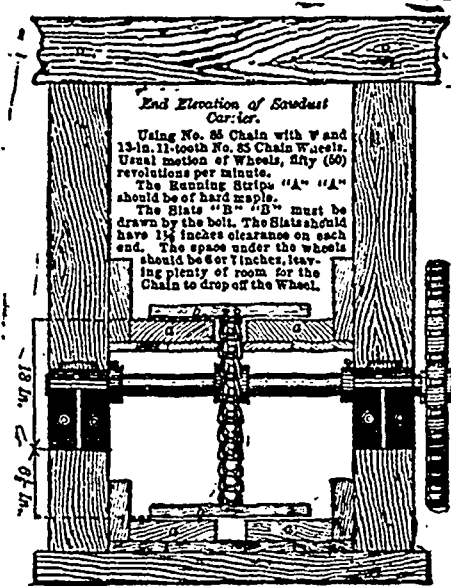 End Elevation of Sawdust
Carrier.
Using No. 85 Chain with V and
13-in. 11-tooth No. 85 Chain Wheels.
Usual motion of Wheels, fifty (50)
revolutions per minute.
The Running Strips "A" "A"
should be of hard maple.
The Slats "B" "B" must be
drawn by the bolt. The Slats should
have 1½ inches clearance on each
end. The space under the wheels
should be 6 or 7 inches, leav-
ing plenty of room for the
Chain to drop off the Wheel.
b
a a
18 In.
In.
b
a a